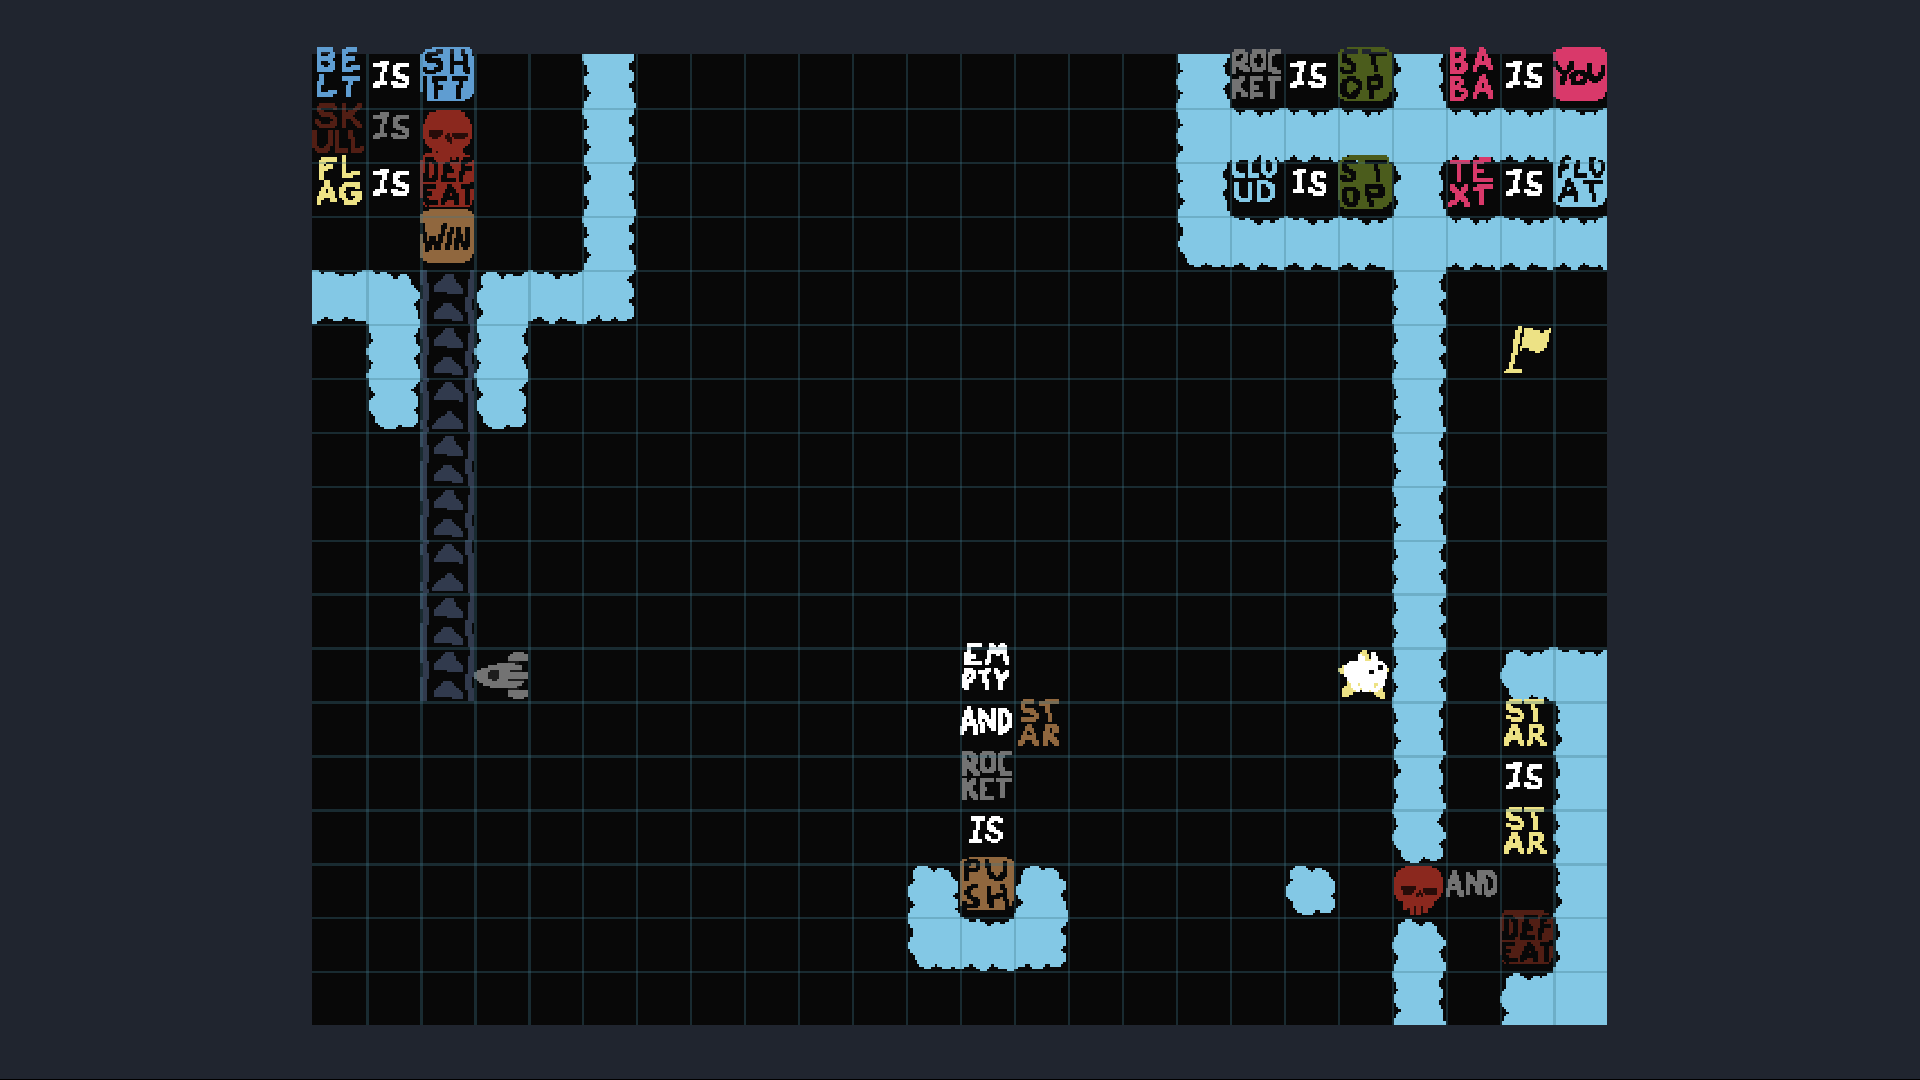 BELT IS SHFT ROCKET IS STOP BABA IS YOU
SKULL IS
FLAG IS DEFEAT CLOUD IS STOP TEXT IS FLOAT
WIN
EMPTY
AND STAR STAR
ROCKET IS
IS STAR
PUSH AND
DEFEAT